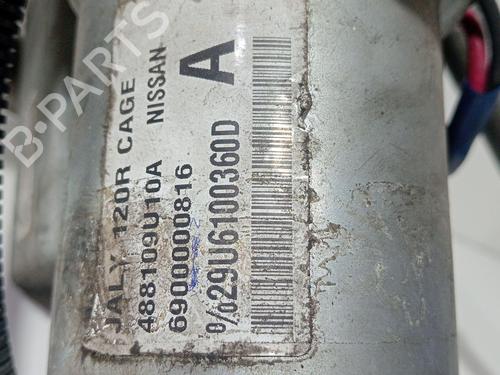 JALY 120R CAGE
488109U10A NISSAN
6900000816
%29U6100360D
A
B-PARTS